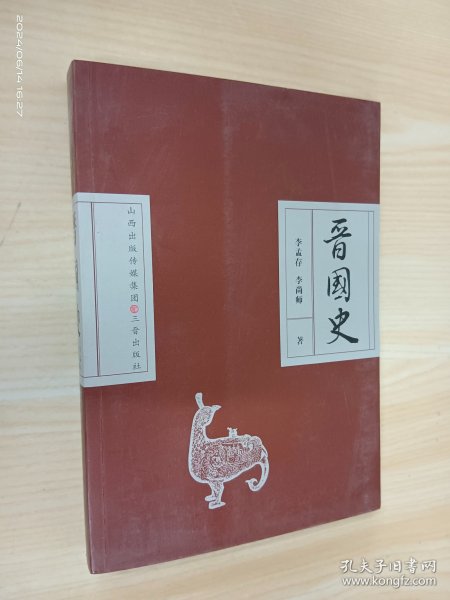 2024/06/14 16:27
晋國史
李孟存 李尚师 著
山西出版传媒集团 三晋出版社
孔夫子旧书网
www.kongfz.com